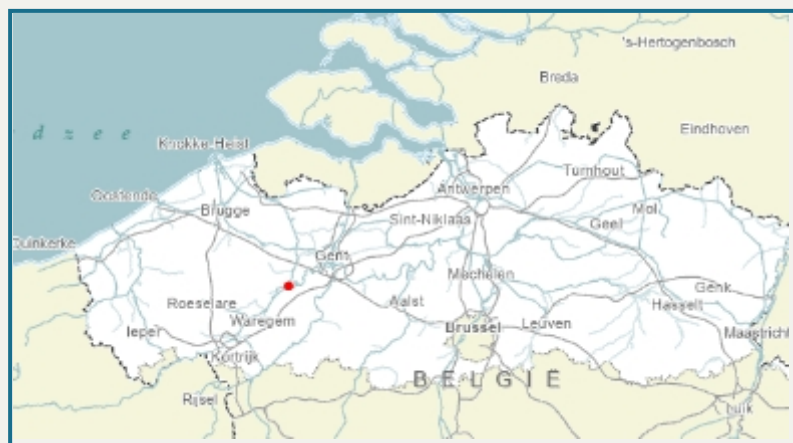 's-Hertogenbosch
Breda
Eindhoven
dzee
Knokke-Heist
Turnhout
Antwerpen
Oostende
Brugge
Sint-Niklaas
Mol
Geel
Duinkerke
Gent
Mechelen
Genk
Roeselare
Aalst
Hasselt
Ieper
Waregem
Brussel
Leuven
Maastricht
Kortrijk
BELGIË
Rijsel
Luik